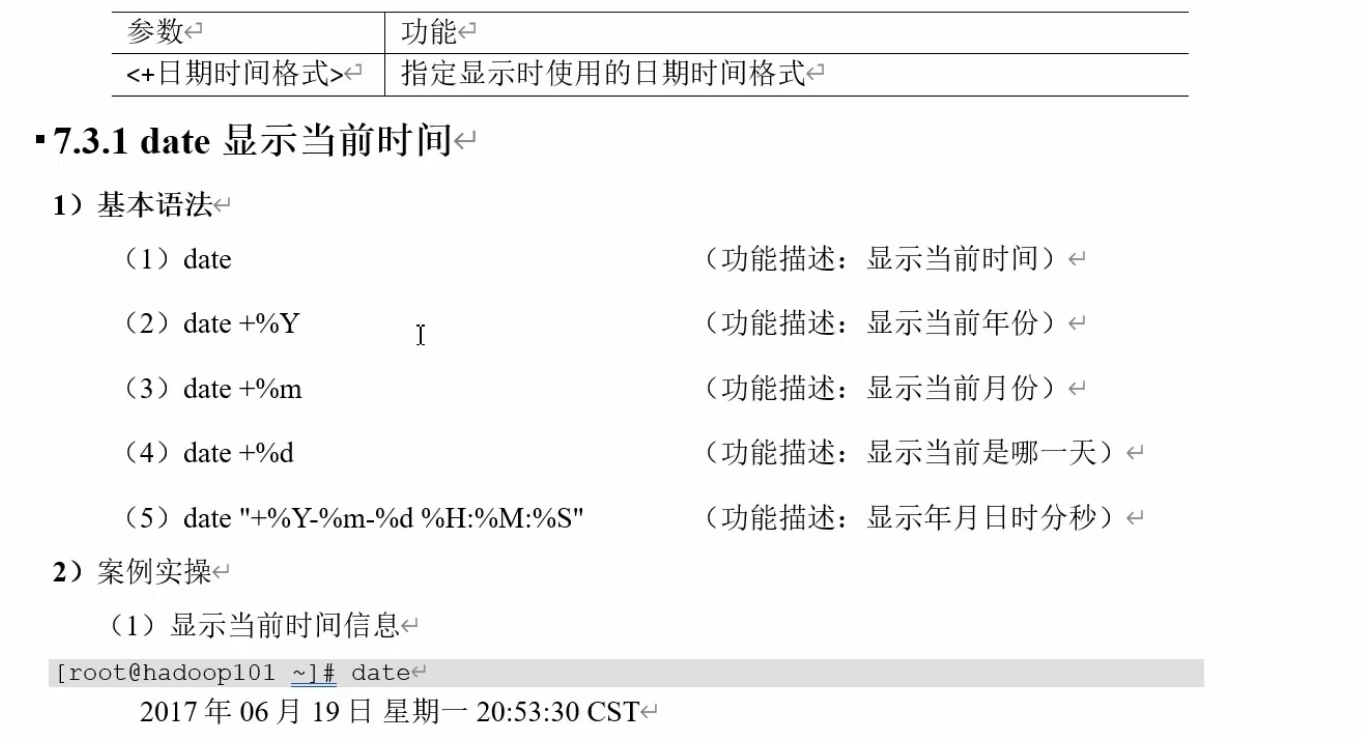 参数 功能
<+日期时间格式> 指定显示时使用的日期时间格式
7.3.1 date 显示当前时间
1）基本语法
（1）date （功能描述：显示当前时间）
（2）date +%Y （功能描述：显示当前年份）
（3）date +%m （功能描述：显示当前月份）
（4）date +%d （功能描述：显示当前是哪一天）
（5）date "+%Y-%m-%d %H:%M:%S" （功能描述：显示年月日时分秒）
2）案例实操
（1）显示当前时间信息
[root@hadoop101 ~]# date
2017 年 06 月 19 日 星期一 20:53:30 CST